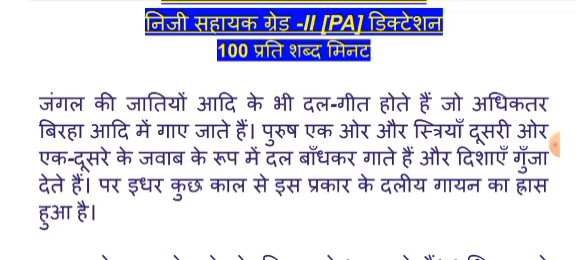 निजी सहायक ग्रेड -II [PA] डिक्टेशन
100 प्रति शब्द मिनट
जंगल की जातियों आदि के भी दल-गीत होते हैं जो अधिकतर
बिरहा आदि में गाए जाते हैं। पुरुष एक ओर और स्त्रियाँ दूसरी ओर
एक-दूसरे के जवाब के रूप में दल बाँधकर गाते हैं और दिशाएँ गूँजा
देते हैं। पर इधर कुछ काल से इस प्रकार के दलीय गायन का ह्रास
हुआ है।